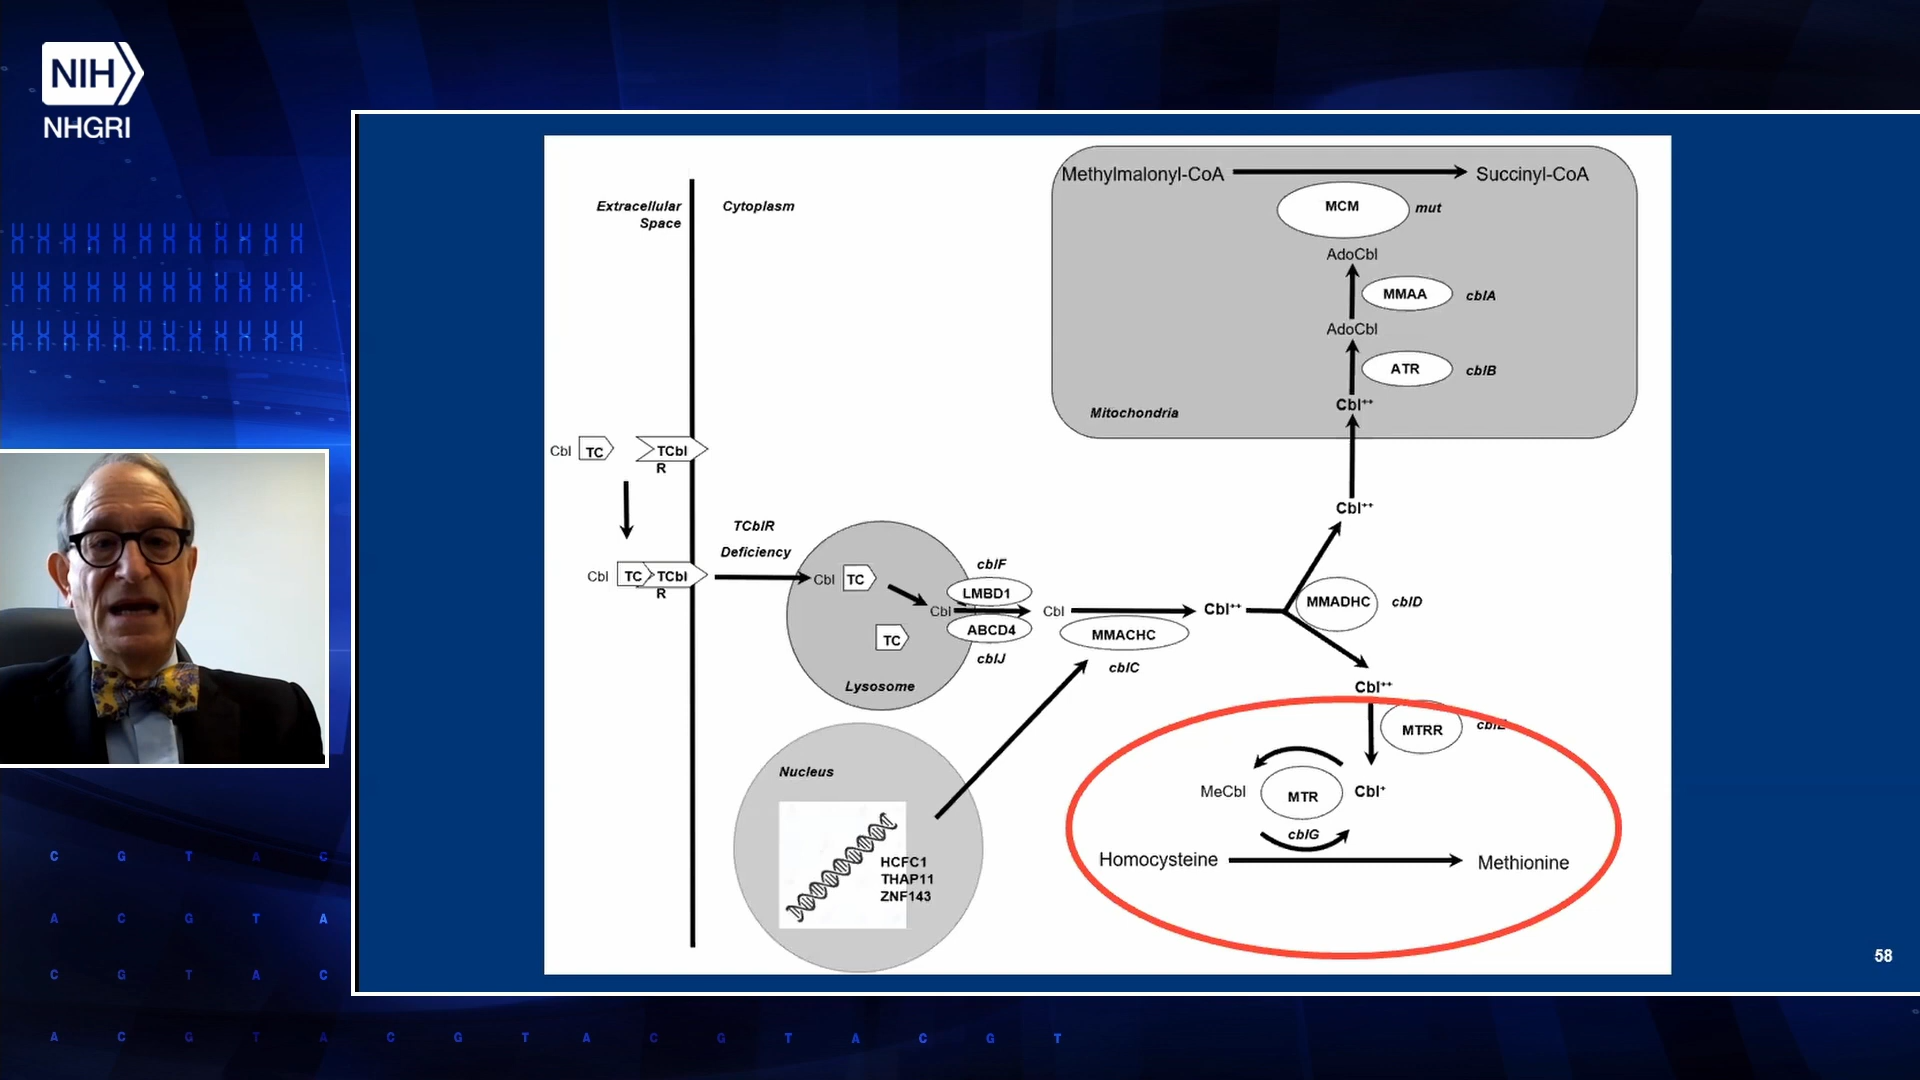 NIH
NHGRI
Extracellular
Space
Cytoplasm
Methylmalonyl-CoA
Succinyl-CoA
MCM
mut
AdoCbl
MMAA
cblA
AdoCbl
ATR
cblB
Cbl⁺⁺
Mitochondria
Cbl
TC
TCbl
R
Cbl⁺⁺
TCblR
Deficiency
Cbl
TC
TCbl
R
Cbl
TC
Cbl
TC
Lysosome
cblF
LMBD1
ABCD4
cblJ
Cbl
MMACHC
cblC
Cbl⁺⁺
MMADHC
cblD
Cbl⁺⁺
MTRR
MeCbl
MTR
Cbl⁺
cblG
Homocysteine
Methionine
Nucleus
HCFC1
THAP11
ZNF143
58
C G T A C
A C G T A
C G T A C
A C G T A C G T A C G T A C G T